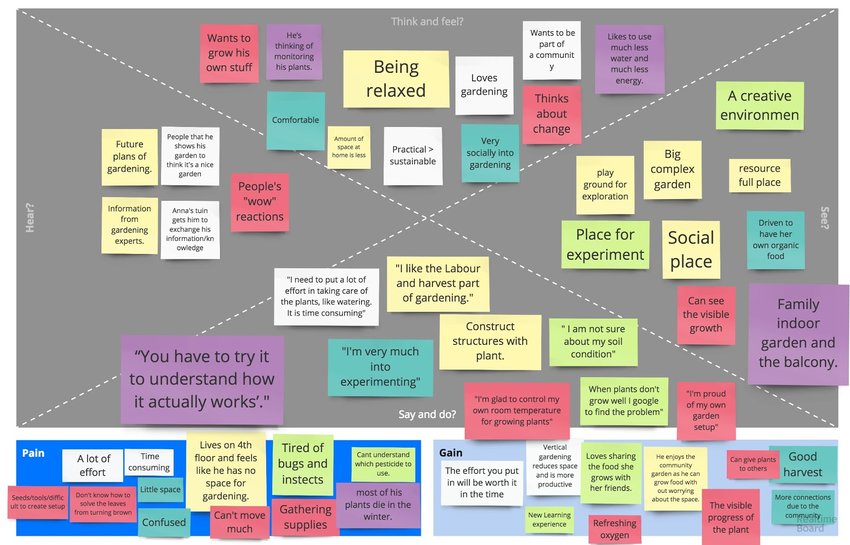 Think and feel?
Wants to
grow his
own stuff
He's
thinking of
monitoring
his plants.
Being
relaxed
Loves
gardening
Wants to be
part of
a communit
y
Likes to use
much less
water and
much less
energy.
Comfortable
Amount of
space at
home is less
Practical >
sustainable
Very
socially into
gardening
Thinks
about
change
Hear?
Future
plans of
gardening.
People that he
shows his
garden to
think it's a nice
garden
Information
from
gardening
experts.
Anna's tuin
gets him to
exchange his
information/kn
owledge
People's
"wow"
reactions
See?
A creative
environmen
play
ground for
exploration
Big
complex
garden
resource
full place
Place for
experiment
Social
place
Driven to
have her
own organic
food
Can see
the visible
growth
Family
indoor
garden and
the balcony.
"I need to put a lot of
effort in taking care of
the plants, like watering.
It is time consuming"
"I like the Labour
and harvest part
of gardening."
Construct
structures with
plant.
" I am not sure
about my soil
condition"
“You have to try it
to understand how
it actually works’."
"I'm very much
into
experimenting"
Say and do?
"I'm glad to control my
own room temperature
for growing plants"
When plants don't
grow well I google
to find the problem"
"I'm proud
of my own
garden
setup"
Pain
A lot of
effort
Time
consuming
Lives on 4th
floor and feels
like he has no
space for
gardening.
Tired of
bugs and
instects
Cant understand
which pesticide to
use.
Seeds/tools/diffic
ult to create setup
Don't know how to
solve the leaves
from turning brown
Little space
Confused
Can't move
much
Gathering
supplies
most of his
plants die in the
winter.
Gain
The effort you put
in will be worth it
in the time
Vertical
gardening
reduces space
and is more
productive
Loves sharing
the food she
grows with
her friends.
He enjoys the
community
garden as he can
grow food with
out worrying
about the space.
Can give plants
to others
Good
harvest
New Learning
experience
Refreshing
oxygen
The visible
progress of
the plant
More connections
due to the
community
Realtime
Board